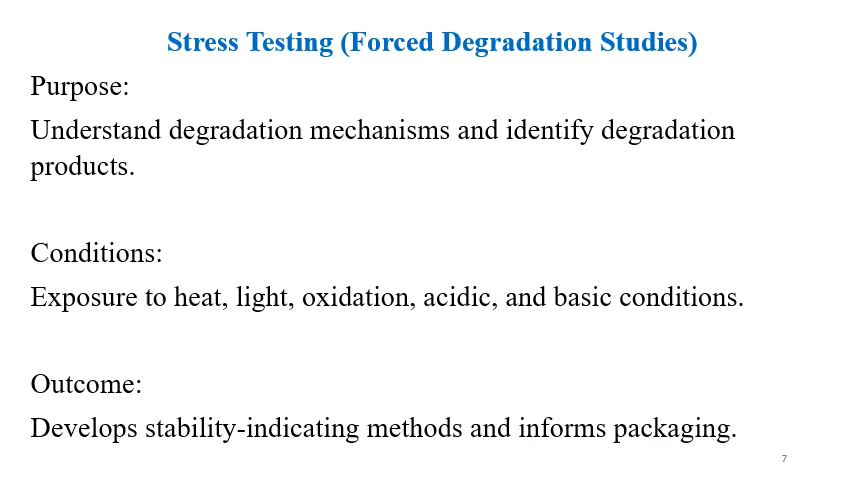 Stress Testing (Forced Degradation Studies)
Purpose:
Understand degradation mechanisms and identify degradation
products.
Conditions:
Exposure to heat, light, oxidation, acidic, and basic conditions.
Outcome:
Develops stability-indicating methods and informs packaging.
7